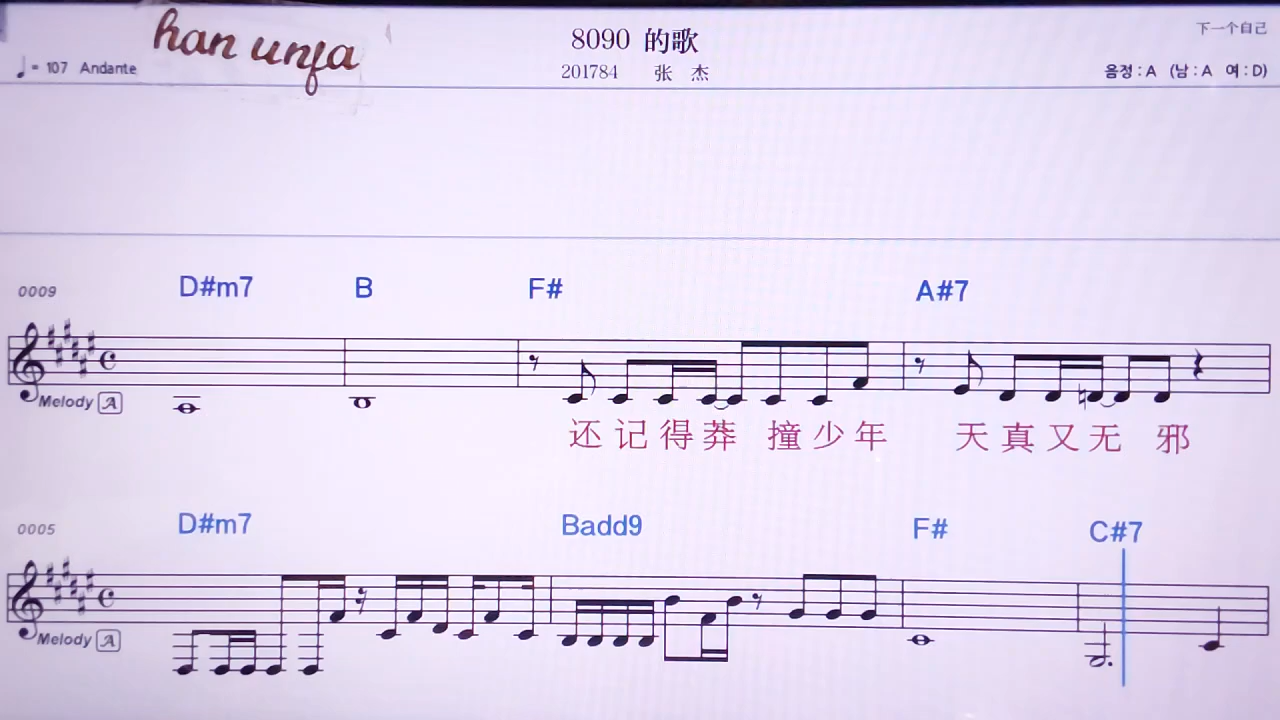 han unfa
8090 的歌
下一个自己
♩= 107 Andante
201784 张 杰
음정 : A (남 : A 여 : D)
0009 D#m7 B F# A#7
Melody A
还记得莽 撞少年 天真又无 邪
0005 D#m7 Badd9 F# C#7
Melody A